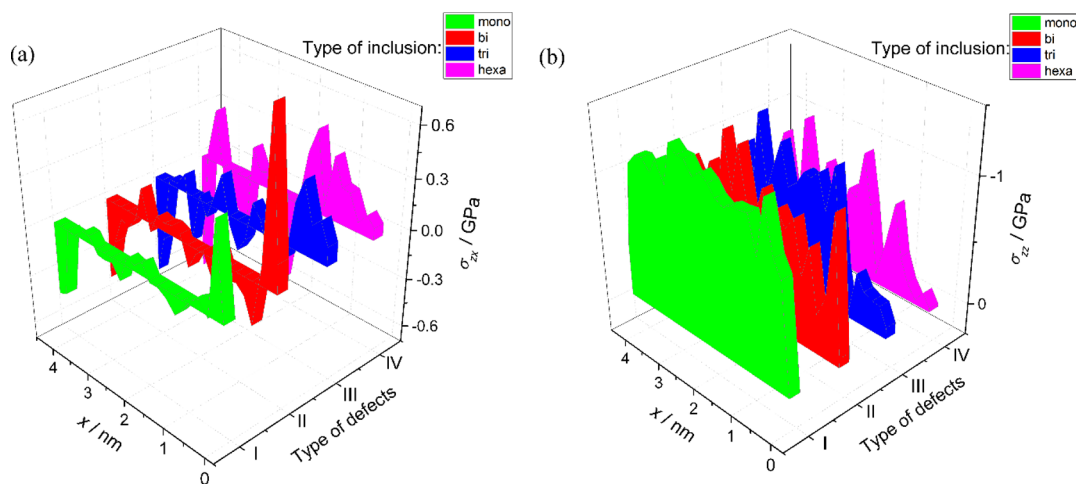 (a)
Type of inclusion:
mono
bi
tri
hexa
0.6
0.3
0.0
-0.3
-0.6
σzx / GPa
4
3
2
1
0
x / nm
I
II
III
IV
Type of defects
(b)
Type of inclusion:
mono
bi
tri
hexa
-1
0
σzz / GPa
4
3
2
1
0
x / nm
I
II
III
IV
Type of defects